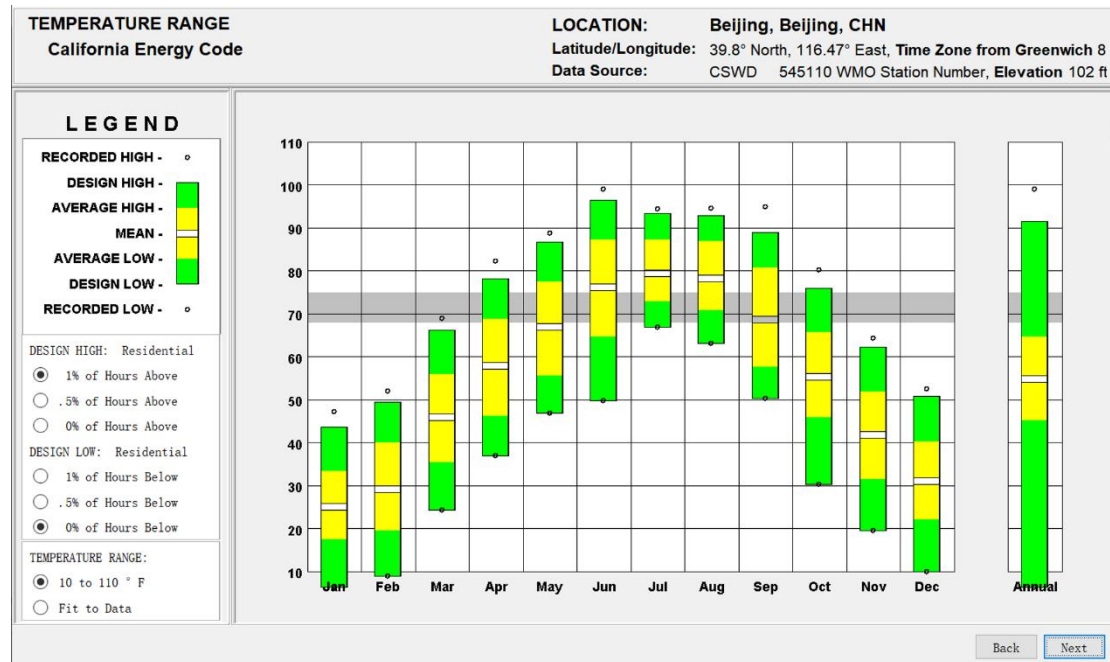 TEMPERATURE RANGE
California Energy Code
LOCATION: Beijing, Beijing, CHN
Latitude/Longitude: 39.8° North, 116.47° East, Time Zone from Greenwich 8
Data Source: CSWD 545110 WMO Station Number, Elevation 102 ft
LEGEND
RECORDED HIGH -
DESIGN HIGH -
AVERAGE HIGH -
MEAN -
AVERAGE LOW -
DESIGN LOW -
RECORDED LOW -
DESIGN HIGH: Residential
1% of Hours Above
.5% of Hours Above
0% of Hours Above
DESIGN LOW: Residential
1% of Hours Below
.5% of Hours Below
0% of Hours Below
TEMPERATURE RANGE:
10 to 110 ° F
Fit to Data
110
100
90
80
70
60
50
40
30
20
10
Jan Feb Mar Apr May Jun Jul Aug Sep Oct Nov Dec Annual
Back Next